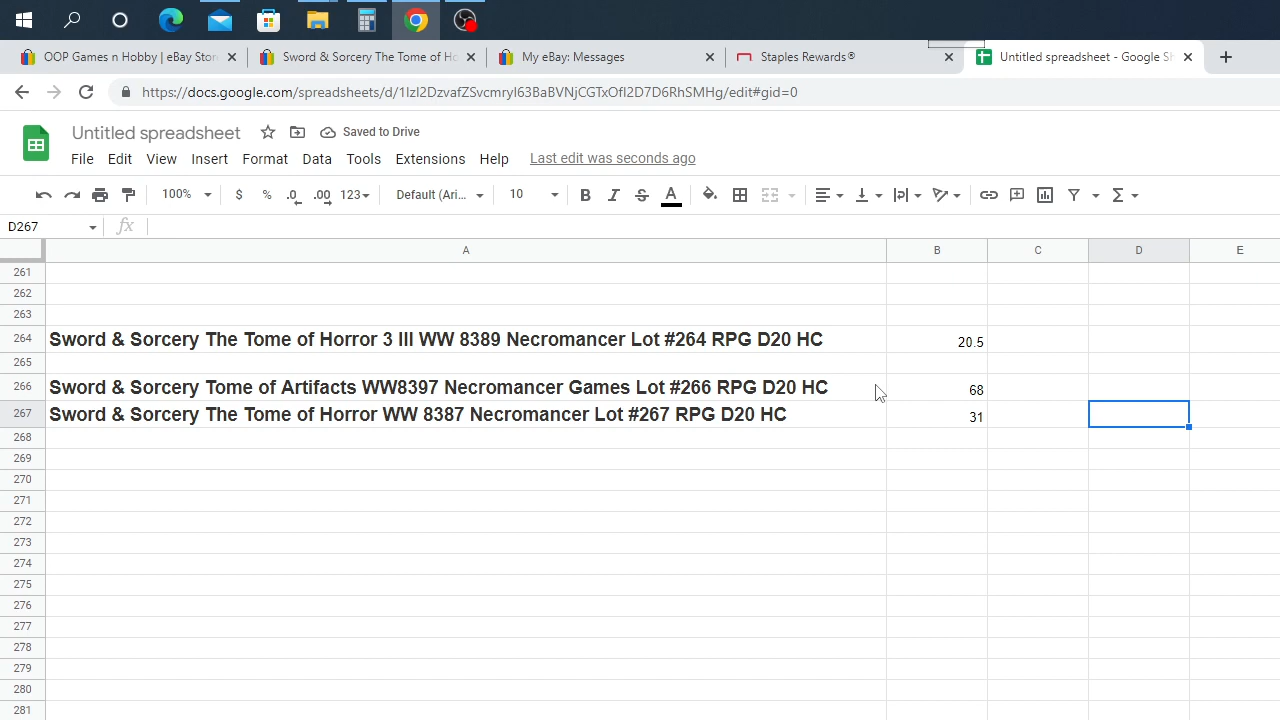 OOP Games n Hobby | eBay Stor
Sword & Sorcery The Tome of Ho
My eBay: Messages
Staples Rewards®
Untitled spreadsheet - Google Sh
https://docs.google.com/spreadsheets/d/1lzl2DzvafZSvcmryl63BaBVNjCGTxOfl2D7D6RhSMHg/edit#gid=0
Untitled spreadsheet
Saved to Drive
File Edit View Insert Format Data Tools Extensions Help Last edit was seconds ago
100% $ % .0 .00 123 Default (Ari... 10 B I S A
D267 fx
A B C D E
261
262
263
264 Sword & Sorcery The Tome of Horror 3 III WW 8389 Necromancer Lot #264 RPG D20 HC 20.5
265
266 Sword & Sorcery Tome of Artifacts WW8397 Necromancer Games Lot #266 RPG D20 HC 68
267 Sword & Sorcery The Tome of Horror WW 8387 Necromancer Lot #267 RPG D20 HC 31
268
269
270
271
272
273
274
275
276
277
278
279
280
281